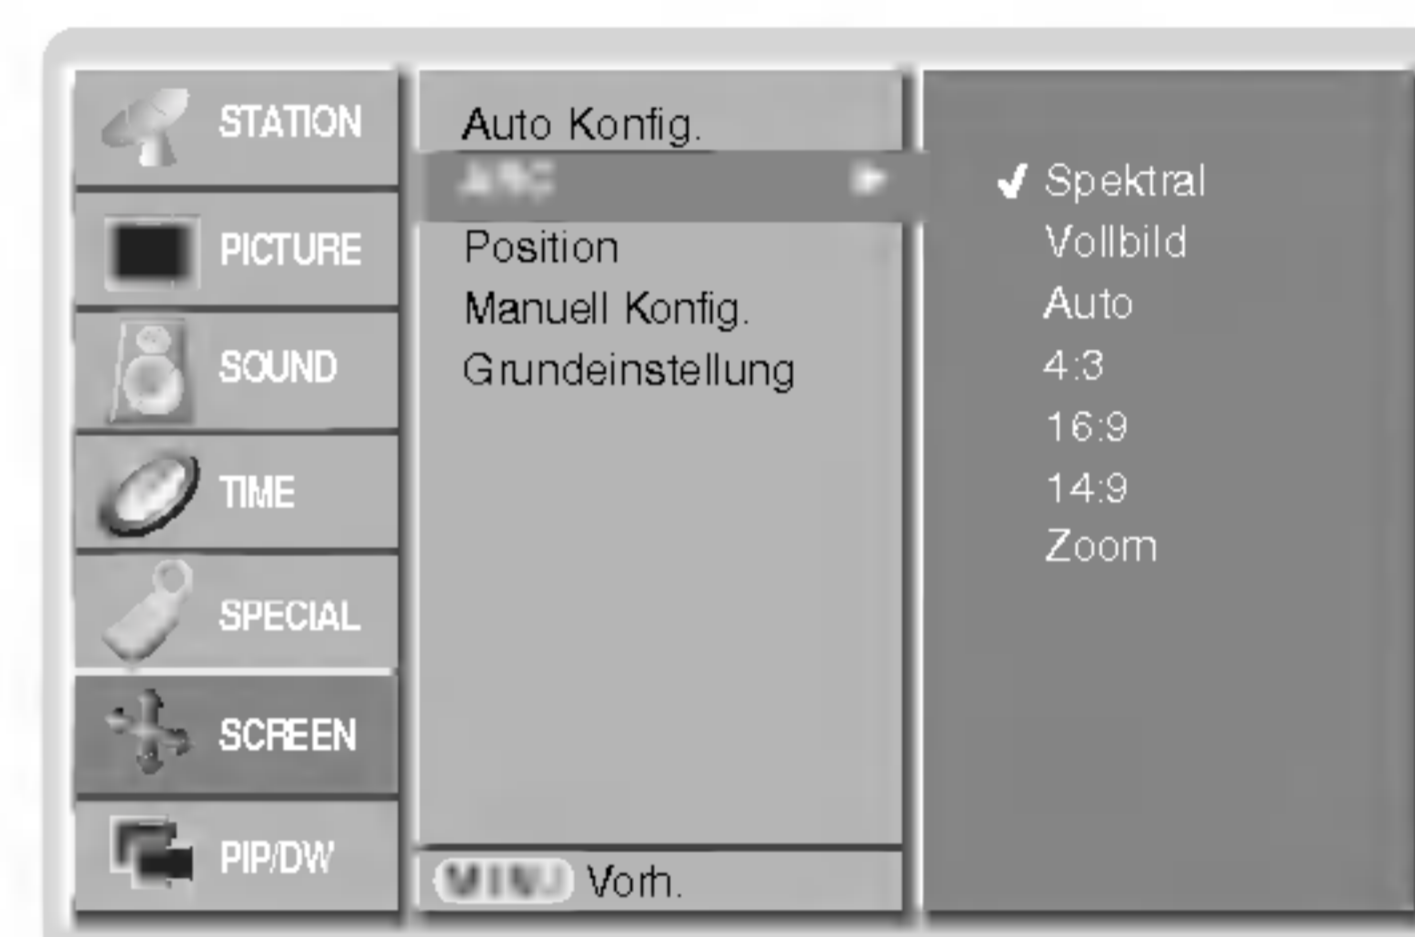 STATION
PICTURE
SOUND
TIME
SPECIAL
SCREEN
PIP/DW
Auto Konfig.
ARC
Position
Manuell Konfig.
Grundeinstellung
Vorh.
Spektral
Vollbild
Auto
4:3
16:9
14:9
Zoom